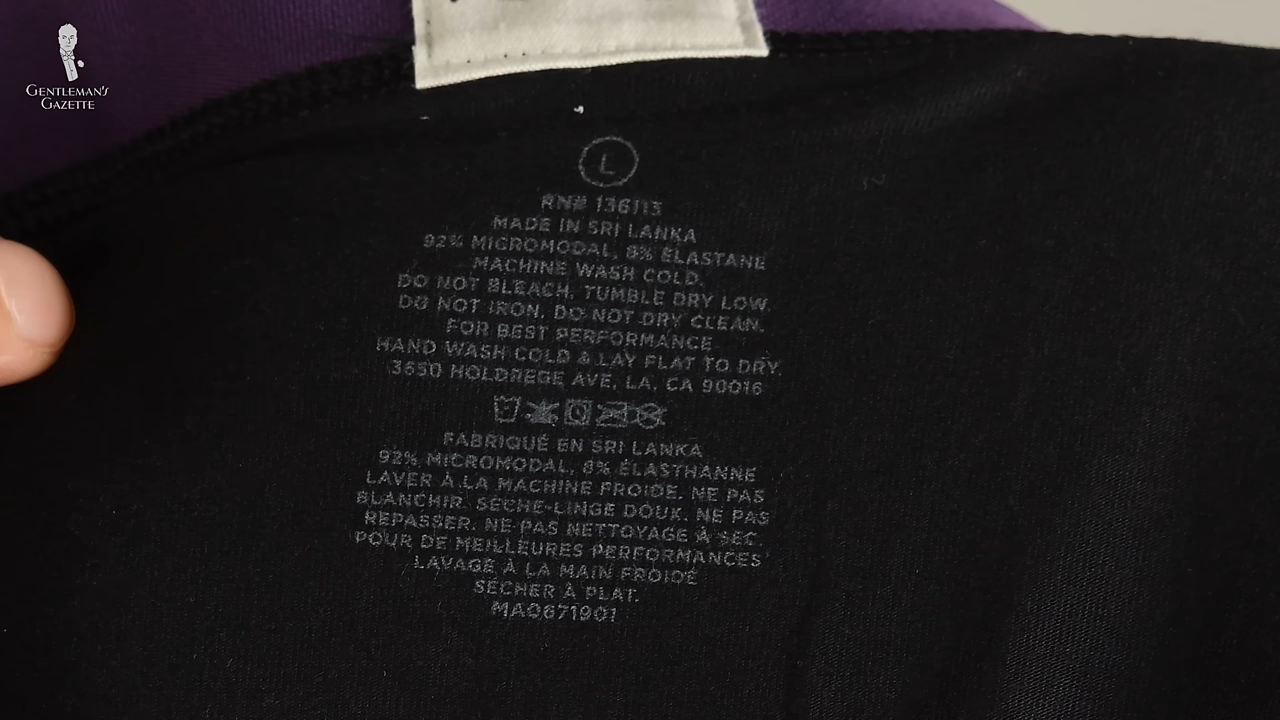 GENTLEMAN'S
GAZETTE
L
RN# 136113
MADE IN SRI LANKA
92% MICROMODAL, 8% ELASTANE
MACHINE WASH COLD.
DO NOT BLEACH. TUMBLE DRY LOW.
DO NOT IRON. DO NOT DRY CLEAN.
FOR BEST PERFORMANCE
HAND WASH COLD & LAY FLAT TO DRY.
3650 HOLDREGE AVE, LA, CA 90016
FABRIQUÉ EN SRI LANKA
92% MICROMODAL, 8% ÉLASTHANNE
LAVER À LA MACHINE FROIDE. NE PAS
BLANCHIR. SÈCHE-LINGE DOUX. NE PAS
REPASSER. NE PAS NETTOYAGE À SEC.
POUR DE MEILLEURES PERFORMANCES
LAVAGE À LA MAIN FROIDE
SÉCHER À PLAT.
MA0671901